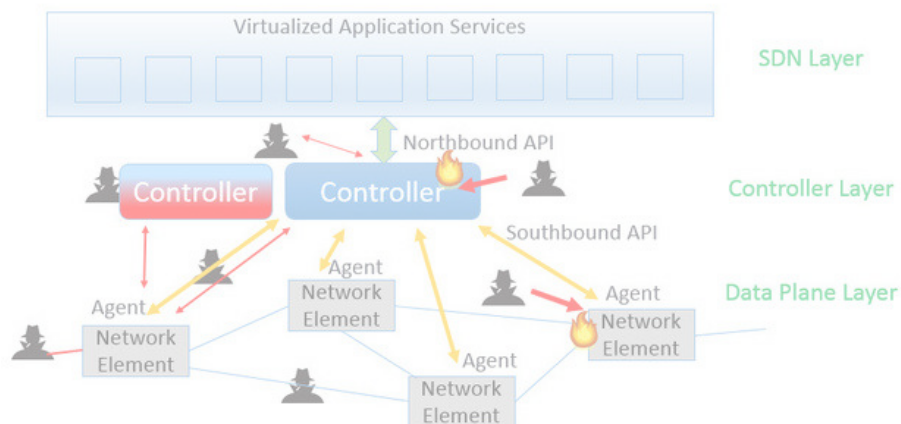 Virtualized Application Services
SDN Layer
Northbound API
Controller
Controller
Controller Layer
Southbound API
Agent
Agent
Agent
Data Plane Layer
Network
Element
Network
Element
Network
Element
Agent
Network
Element